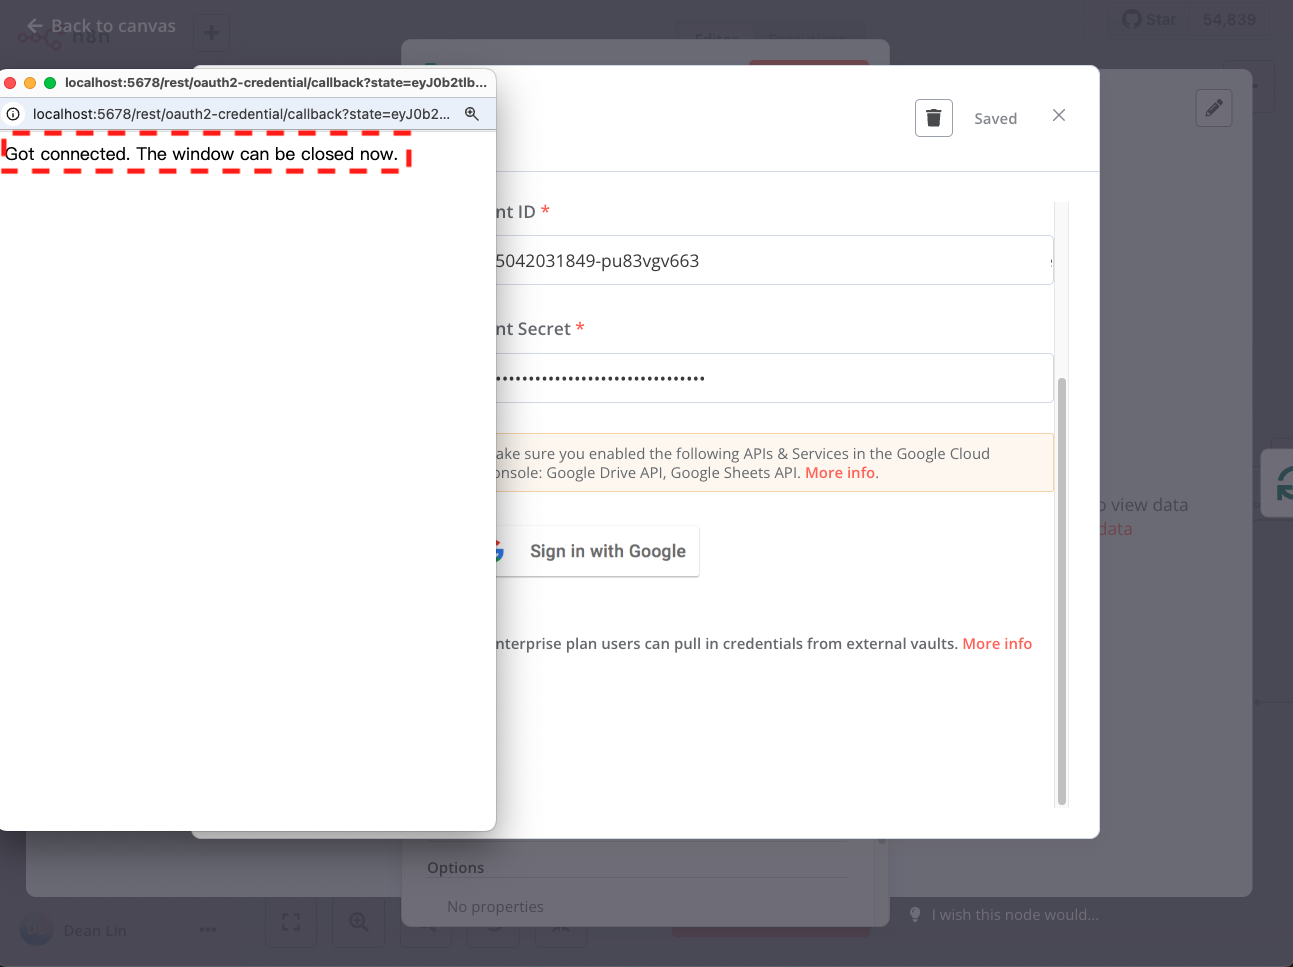 Back to canvas
n8n
Editor
Star
54,839
localhost:5678/rest/oauth2-credential/callback?state=eyJ0b2tlb...
localhost:5678/rest/oauth2-credential/callback?state=eyJ0b2...
Got connected. The window can be closed now.
Saved
nt ID *
5042031849-pu83vgv663
nt Secret *
ake sure you enabled the following APIs & Services in the Google Cloud
onsole: Google Drive API, Google Sheets API. More info.
Sign in with Google
nterprise plan users can pull in credentials from external vaults. More info
o view data
data
Options
No properties
I wish this node would...
Dean Lin